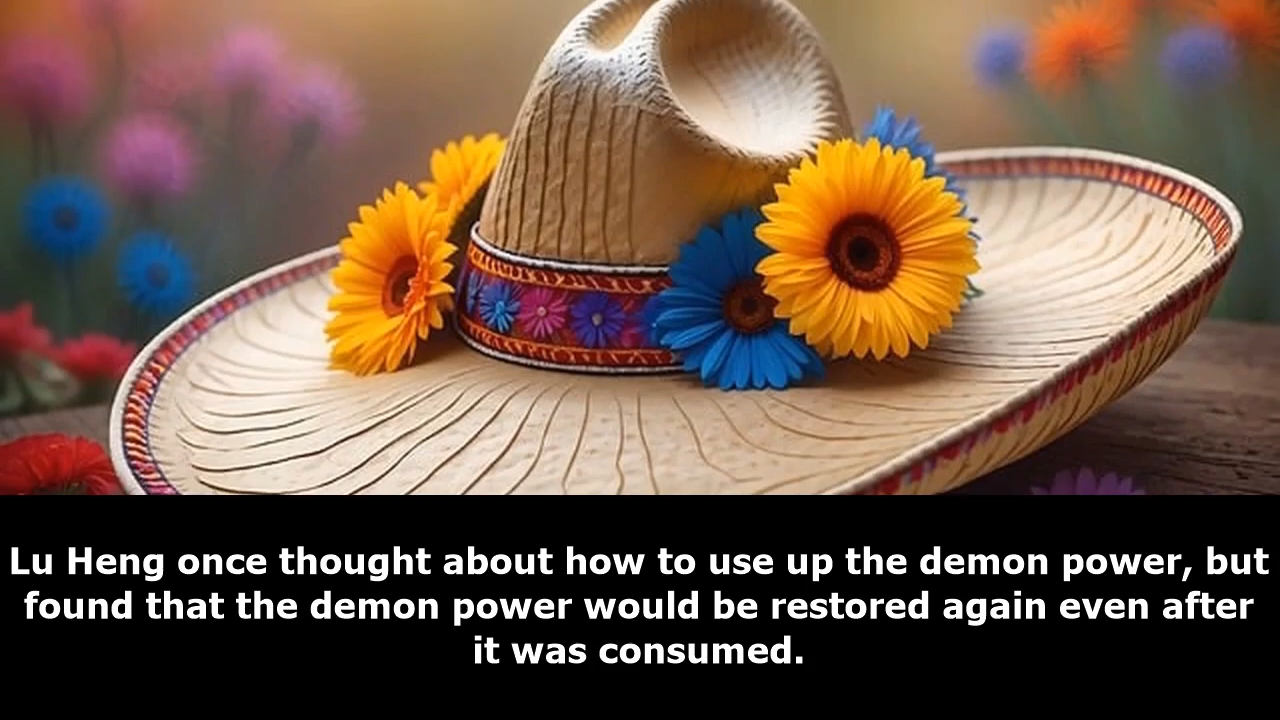 Lu Heng once thought about how to use up the demon power, but
found that the demon power would be restored again even after
it was consumed.